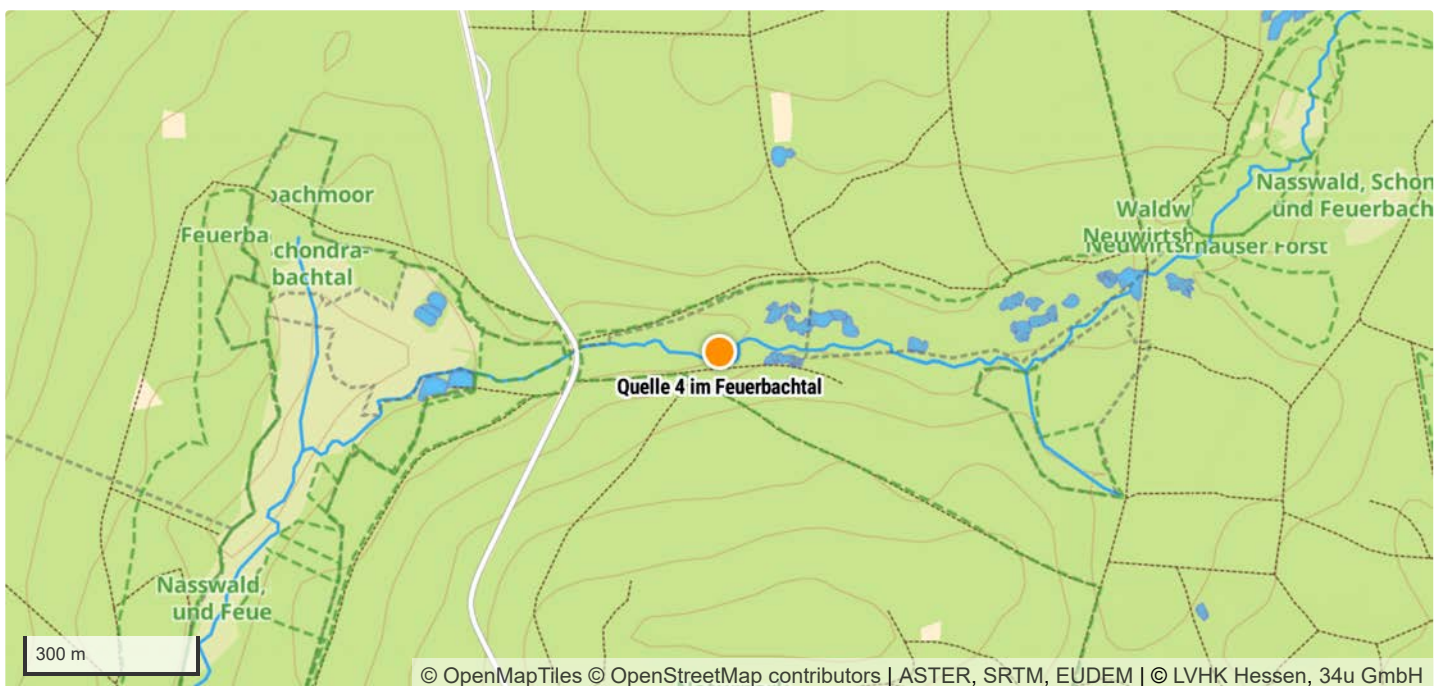 bachmoor
Feuerba
chondra-
bachtal
Nasswald, Schon
und Feuerbach
Waldw
Neuwirtsh
Neuwirtshauser Forst
Quelle 4 im Feuerbachtal
Nasswald,
und Feue
300 m
© OpenMapTiles © OpenStreetMap contributors | ASTER, SRTM, EUDEM | © LVHK Hessen, 34u GmbH